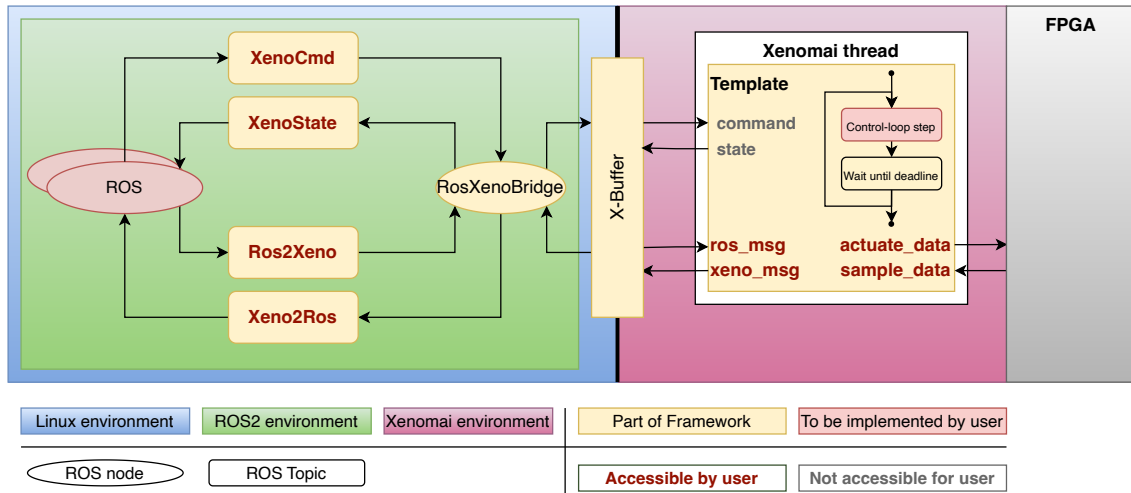 FPGA
Xenomai thread
XenoCmd
Template
XenoState
command
Control-loop step
state
Wait until deadline
ROS
RosXenoBridge
X-Buffer
Ros2Xeno
ros_msg
actuate_data
xeno_msg
sample_data
Xeno2Ros
Linux environment
ROS2 environment
Xenomai environment
Part of Framework
To be implemented by user
ROS node
ROS Topic
Accessible by user
Not accessible for user